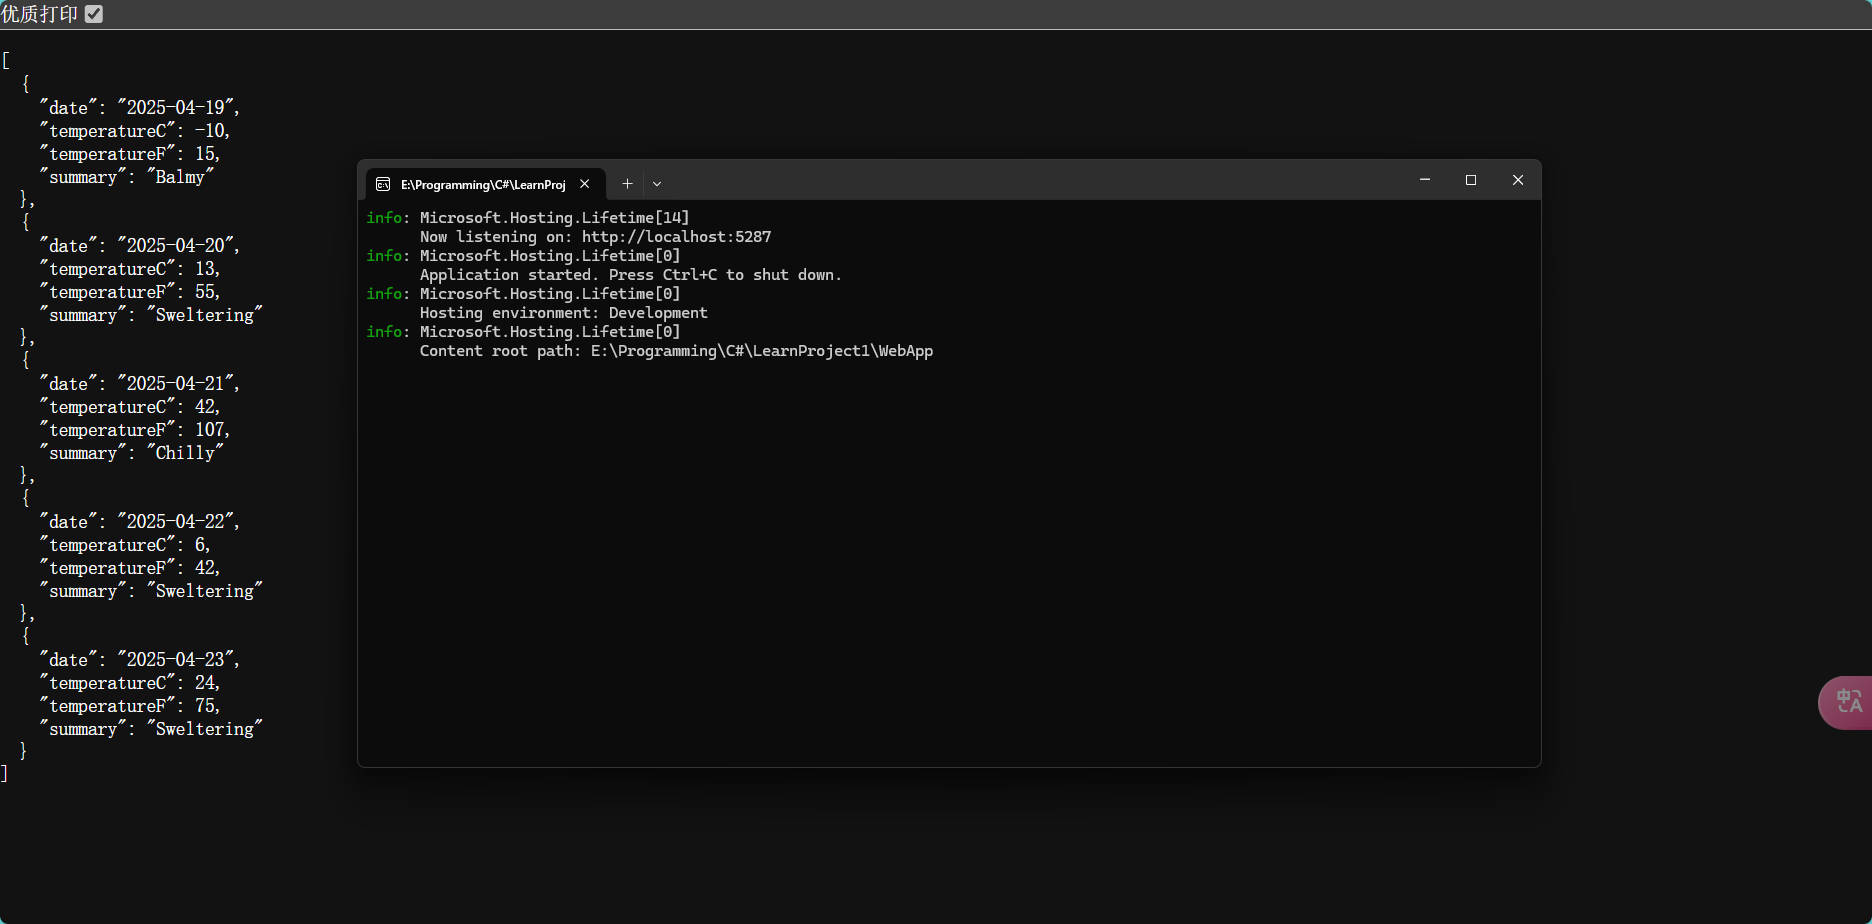 优质打印
[
  {
    "date": "2025-04-19",
    "temperatureC": -10,
    "temperatureF": 15,
    "summary": "Balmy"
  },
  {
    "date": "2025-04-20",
    "temperatureC": 13,
    "temperatureF": 55,
    "summary": "Sweltering"
  },
  {
    "date": "2025-04-21",
    "temperatureC": 42,
    "temperatureF": 107,
    "summary": "Chilly"
  },
  {
    "date": "2025-04-22",
    "temperatureC": 6,
    "temperatureF": 42,
    "summary": "Sweltering"
  },
  {
    "date": "2025-04-23",
    "temperatureC": 24,
    "temperatureF": 75,
    "summary": "Sweltering"
  }
]
E:\Programming\C#\LearnProj
info: Microsoft.Hosting.Lifetime[14]
      Now listening on: http://localhost:5287
info: Microsoft.Hosting.Lifetime[0]
      Application started. Press Ctrl+C to shut down.
info: Microsoft.Hosting.Lifetime[0]
      Hosting environment: Development
info: Microsoft.Hosting.Lifetime[0]
      Content root path: E:\Programming\C#\LearnProject1\WebApp
中A